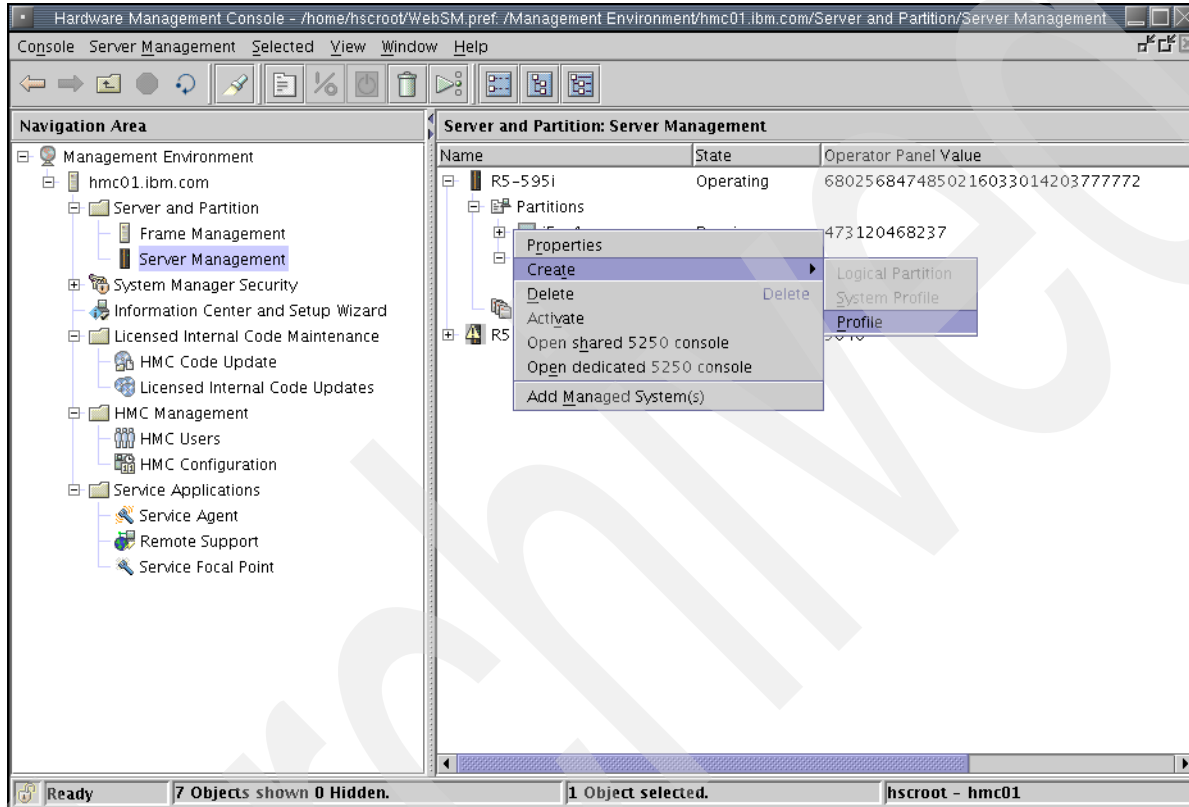 Hardware Management Console - /home/hscroot/WebSM.pref: /Management Environment/hmc01.ibm.com/Server and Partition/Server Management
Console Server Management Selected View Window Help
Navigation Area
Management Environment
hmc01.ibm.com
Server and Partition
Frame Management
Server Management
System Manager Security
Information Center and Setup Wizard
Licensed Internal Code Maintenance
HMC Code Update
Licensed Internal Code Updates
HMC Management
HMC Users
HMC Configuration
Service Applications
Service Agent
Remote Support
Service Focal Point
Server and Partition: Server Management
Name State Operator Panel Value
R5-595i Operating 6802568474850216033014203777772
Partitions
473120468237
R5
Properties
Create
Delete Delete
Activate
Open shared 5250 console
Open dedicated 5250 console
Add Managed System(s)
Logical Partition
System Profile
Profile
Ready 7 Objects shown 0 Hidden. 1 Object selected. hscroot - hmc01